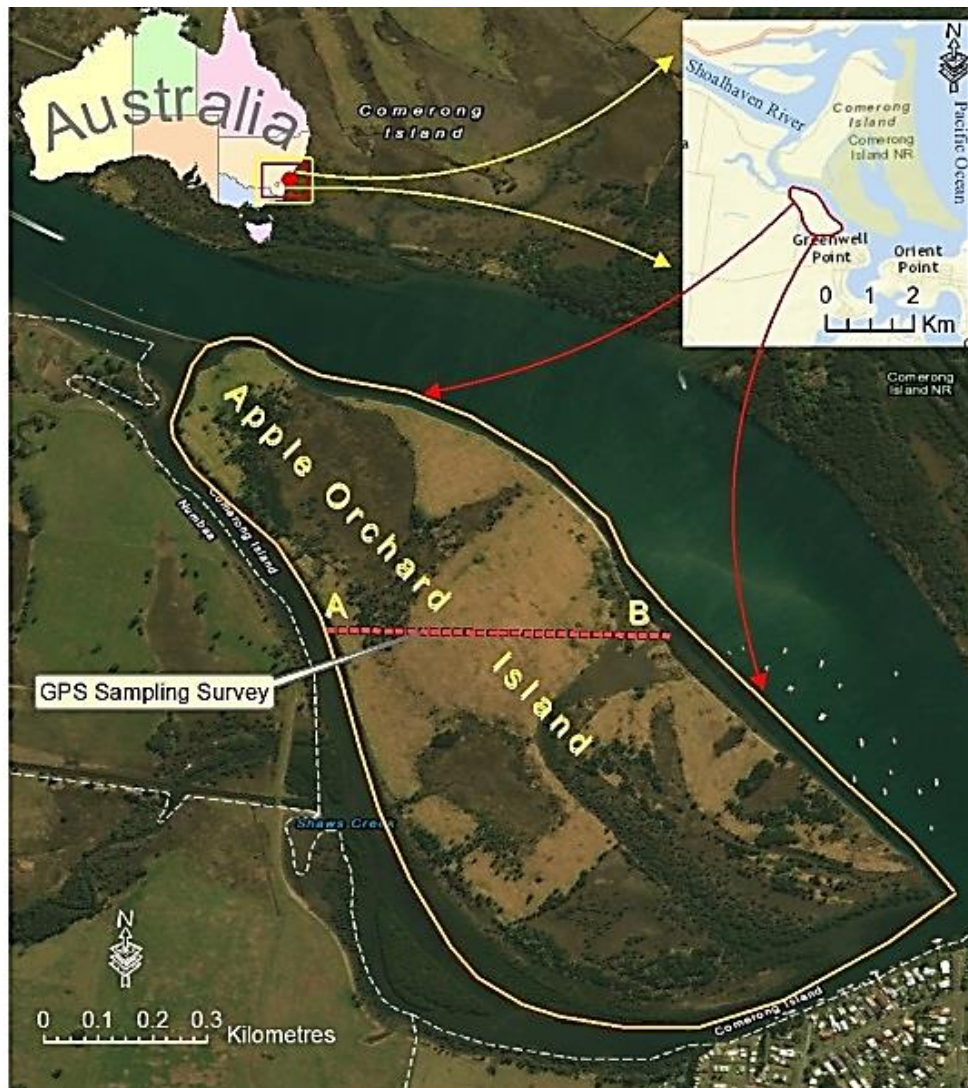 Australia
Comerong
Island
N
Shoalhaven River
Comerong
Island
Comerong
Island NR
Pacific Ocean
a
Greenwell
Point
Orient
Point
0 1 2
Km
Comerong
Island NR
Apple Orchard
Island
Comerong Island
Numbaa
A
B
GPS Sampling Survey
Shaws Creek
N
0 0.1 0.2 0.3 Kilometres
Comerong Island